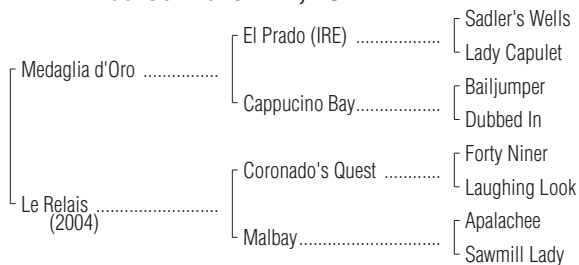 Sadler's Wells
El Prado (IRE) ..................
Lady Capulet
Medaglia d'Oro ................
Bailjumper
Cappucino Bay..................
Dubbed In
Forty Niner
Coronado's Quest ............
Laughing Look
Le Relais ..........................
(2004)
Apalachee
Malbay..............................
Sawmill Lady